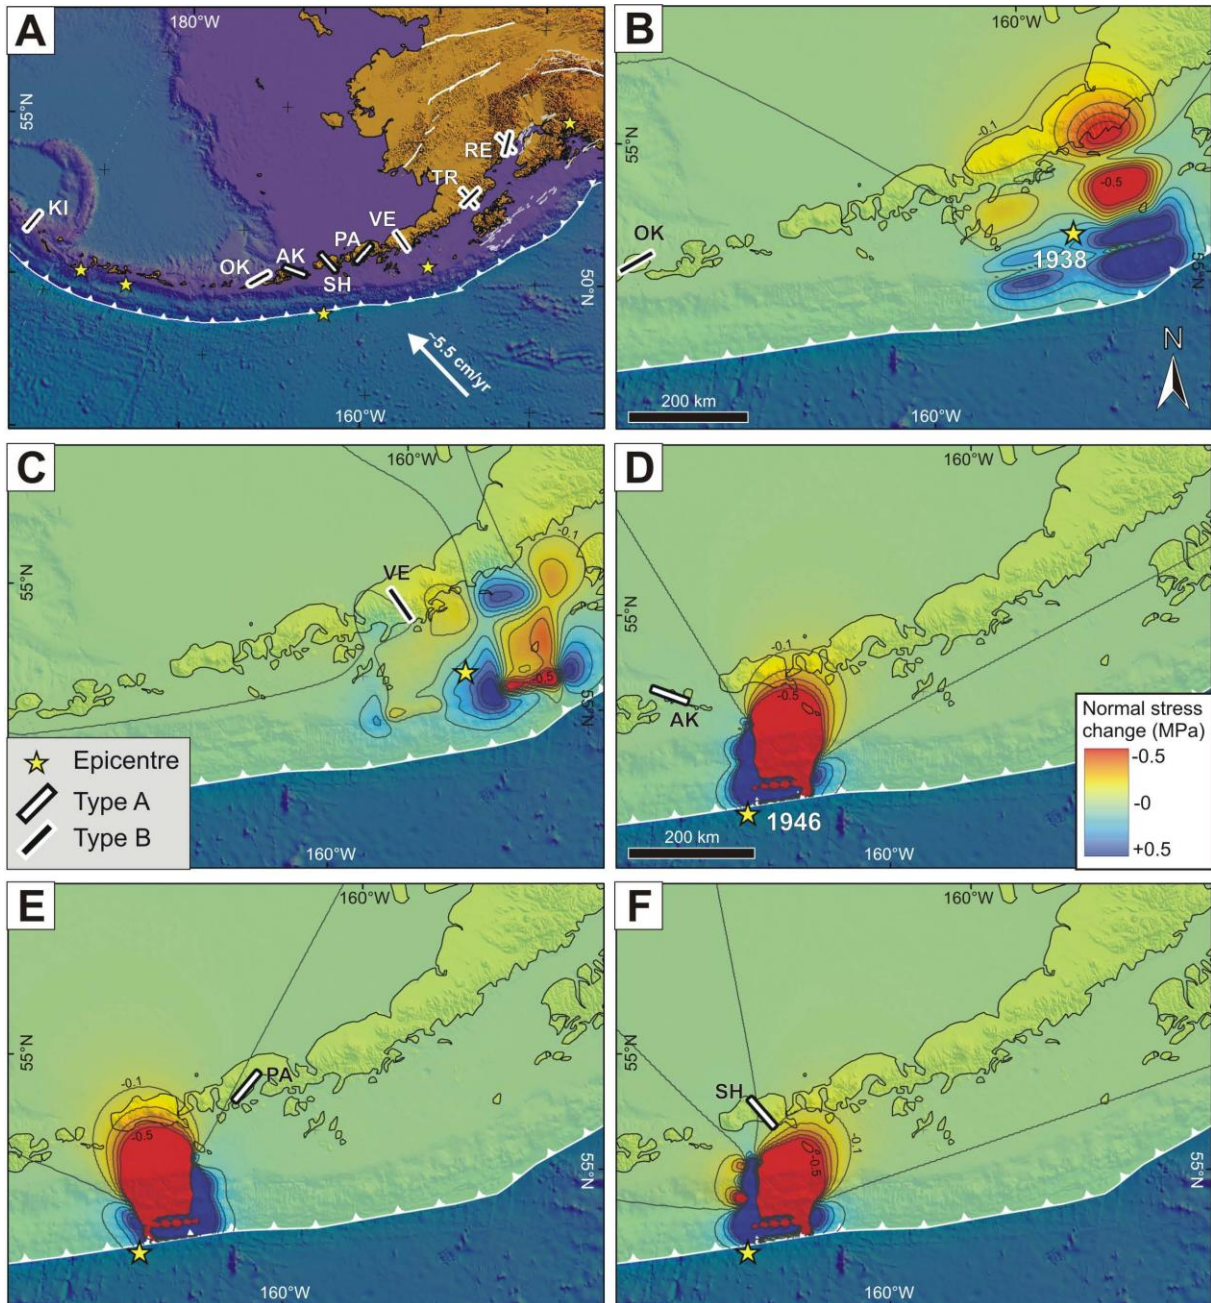 A
180°W
55°N
RE
TR
KI
VE
PA
AK
OK
SH
50°N
~5.5 cm/yr
160°W
B
160°W
-0.1
55°N
-0.5
OK
1938
55°N
N
200 km
160°W
C
160°W
-0.1
55°N
VE
-0.5
55°N
Epicentre
Type A
Type B
160°W
D
160°W
55°N
-0.1
-0.5
AK
Normal stress
change (MPa)
-0.5
-0
+0.5
1946
200 km
160°W
E
160°W
55°N
PA
-0.1
-0.5
55°N
160°W
F
160°W
55°N
SH
-0.1
-0.5
55°N
160°W